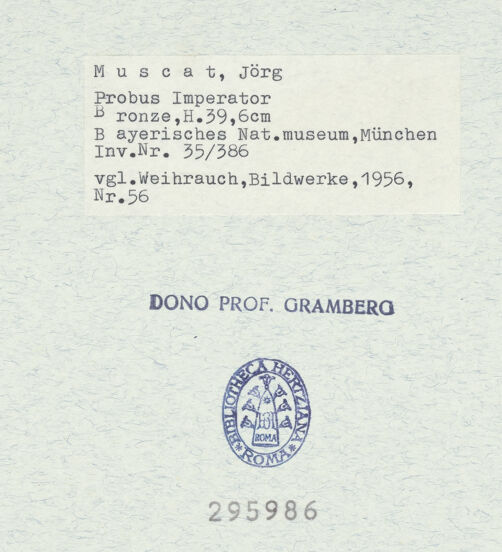 M u s c a t, Jörg
Probus Imperator
B ronze,H.39,6cm
B ayerisches Nat.museum,München
Inv.Nr. 35/386
vgl.Weihrauch,Bildwerke,1956,
Nr.56
DONO PROF. GRAMBERG
BIBLIOTHECA HERTZIANA
ROMA
ROMA
295986